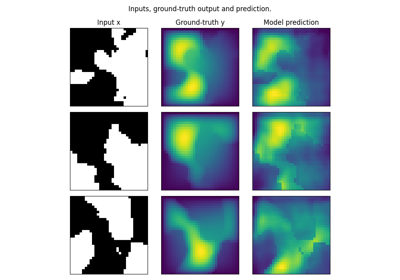 Inputs, ground-truth output and prediction.
Input x
Ground-truth y
Model prediction